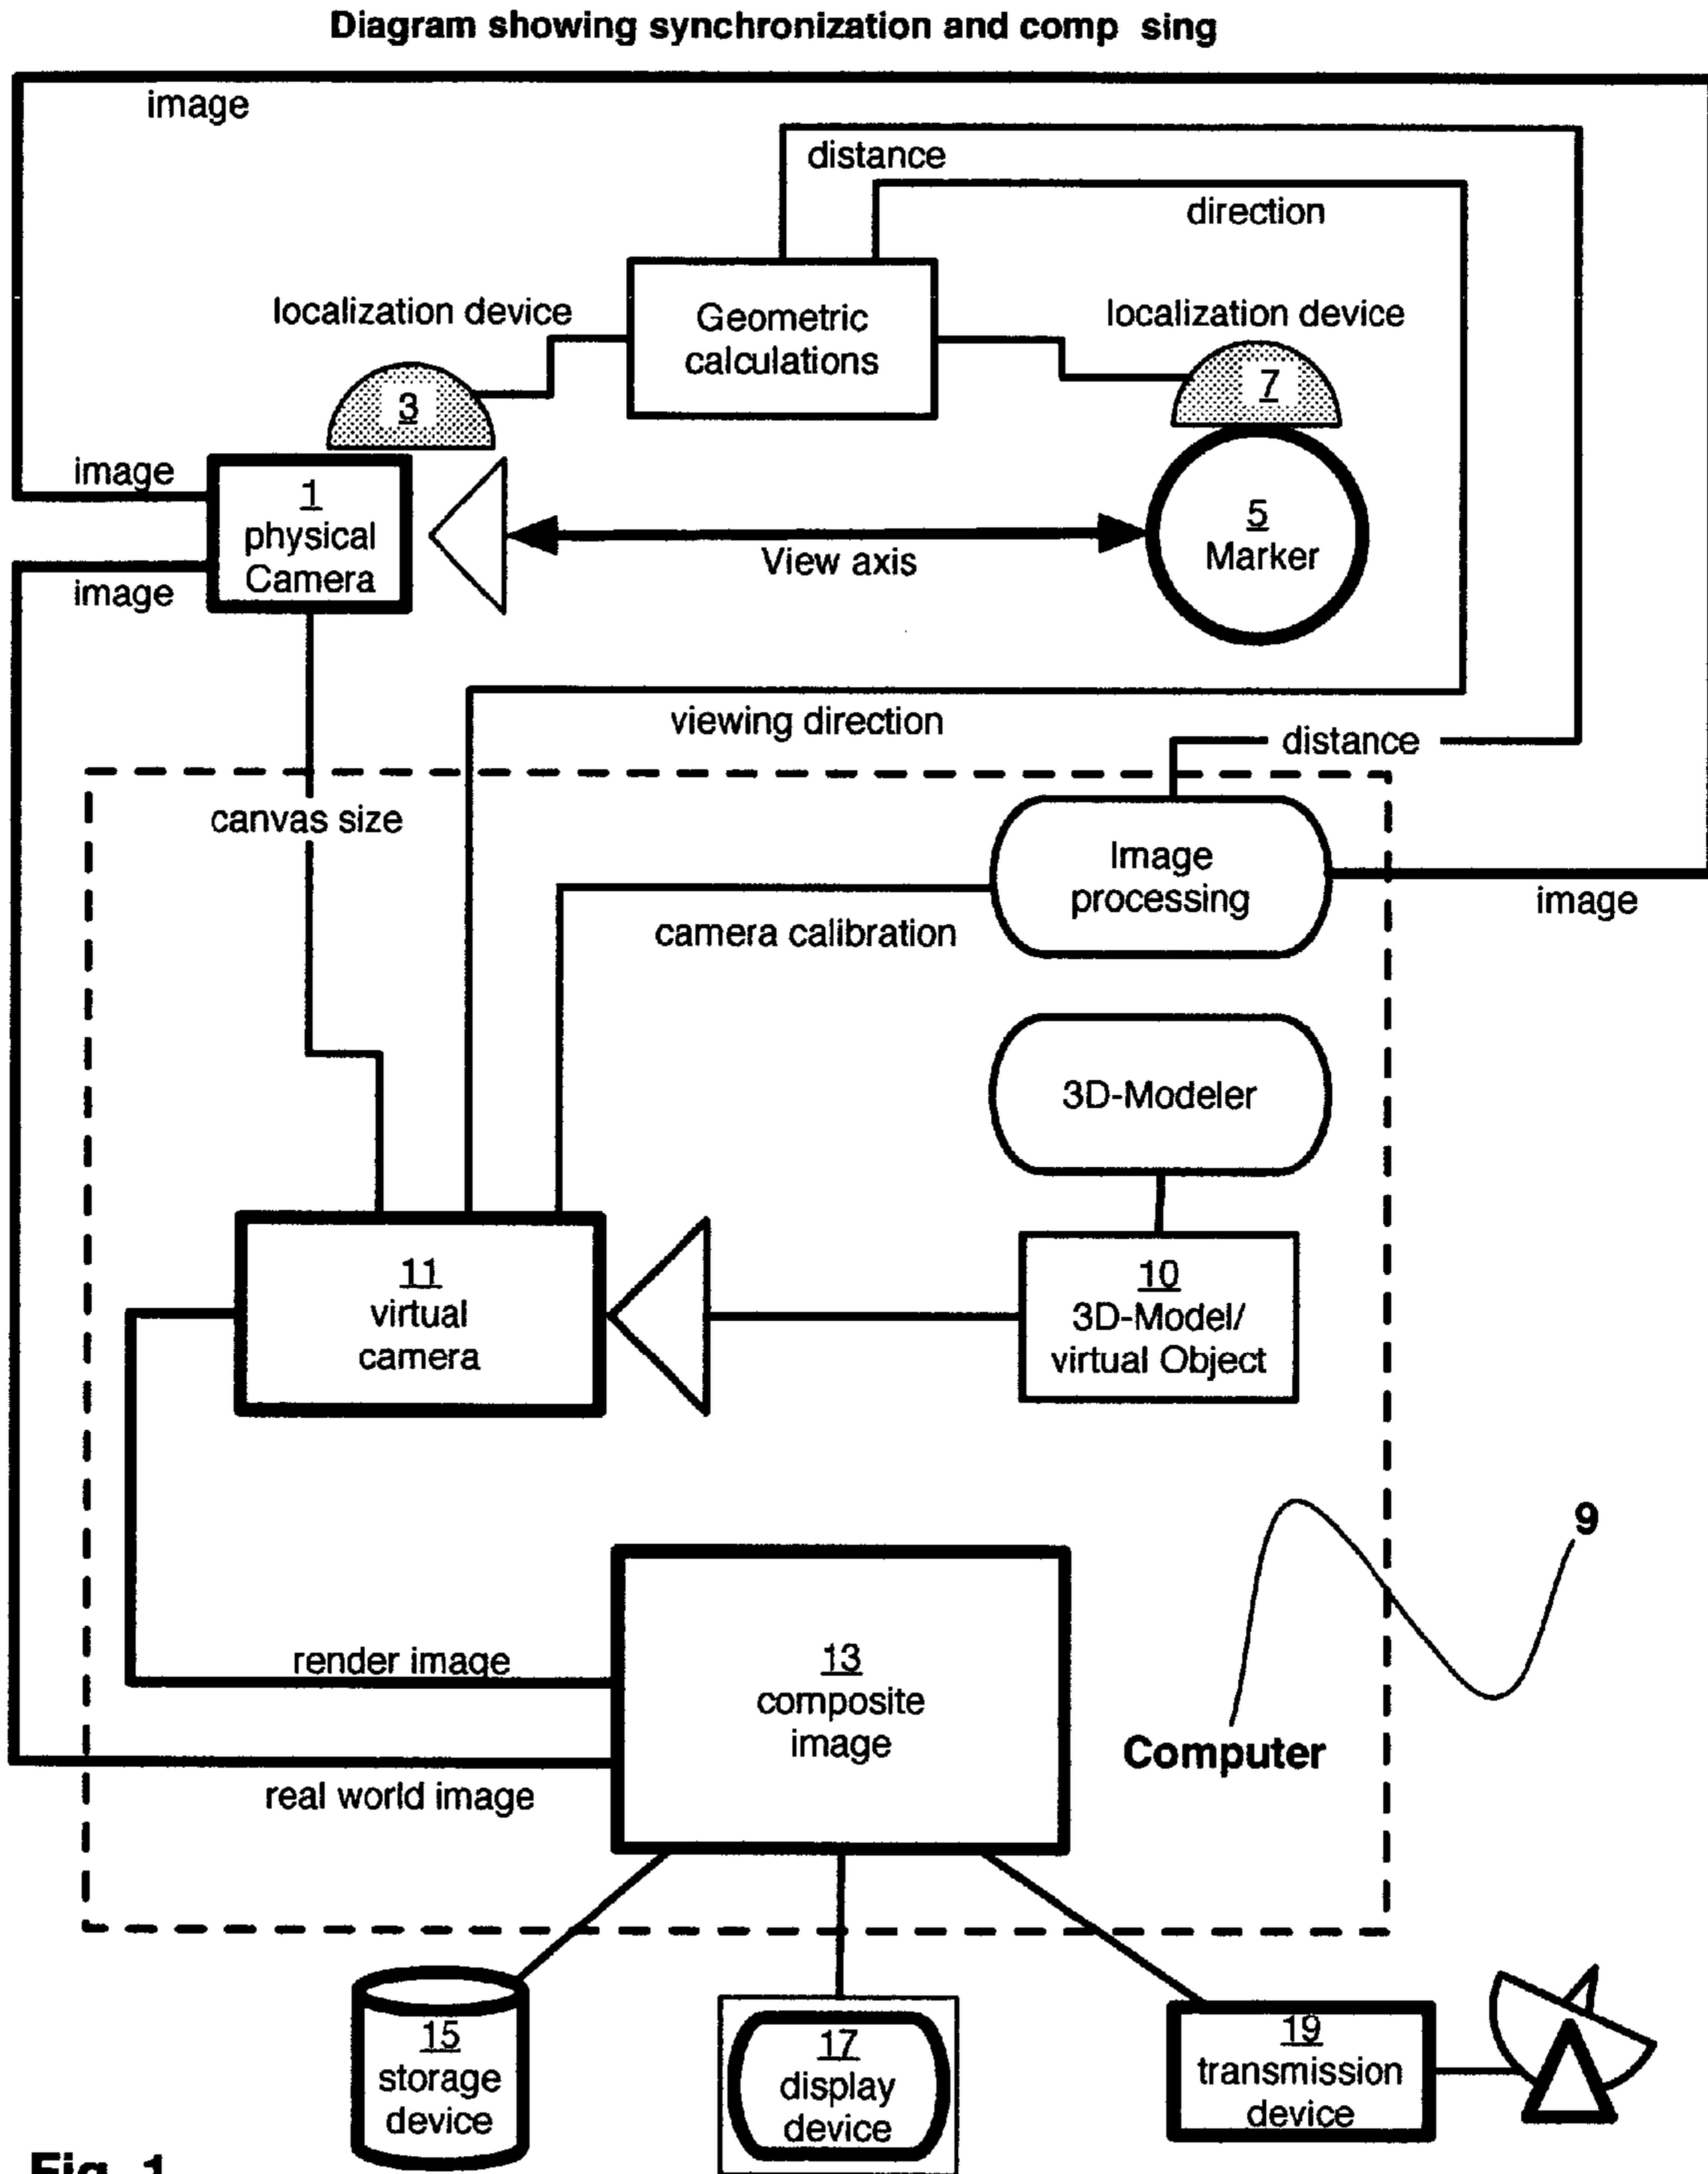 Diagram showing synchronization and comp sing
image
distance
direction
localization device
Geometric
calculations
localization device
3
7
image
1
physical
Camera
image
View axis
5
Marker
viewing direction
distance
canvas size
Image
processing
image
camera calibration
3D-Modeler
11
virtual
camera
10
3D-Model/
virtual Object
9
render image
13
composite
image
Computer
real world image
15
storage
device
17
display
device
19
transmission
device
Fig. 1